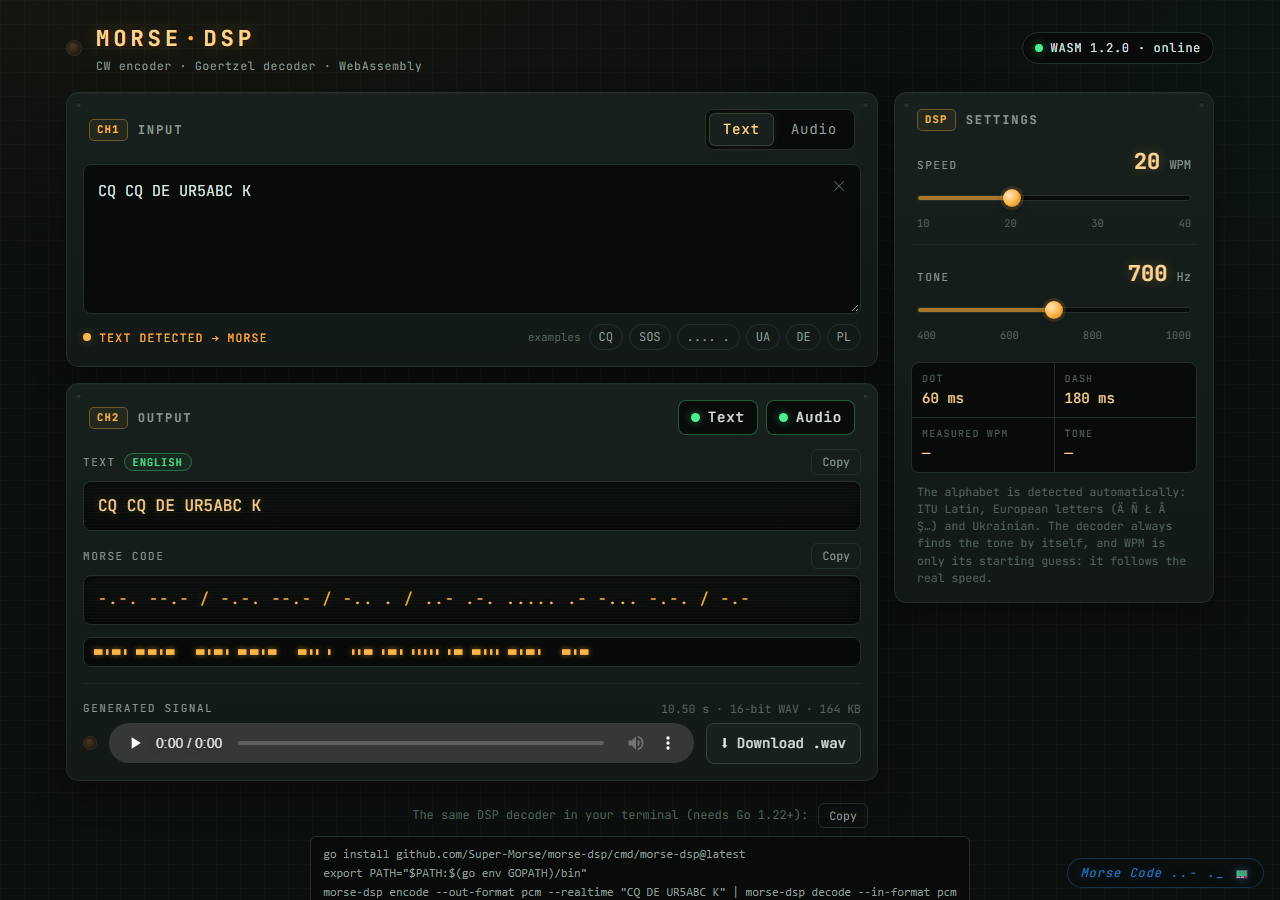 MORSE·DSP
CW encoder · Goertzel decoder · WebAssembly
WASM 1.2.0 · online
CH1 INPUT
Text Audio
CQ CQ DE UR5ABC K
TEXT DETECTED → MORSE
examples CQ SOS .... . UA DE PL
CH2 OUTPUT
Text Audio
TEXT ENGLISH
Copy
CQ CQ DE UR5ABC K
MORSE CODE
Copy
-.-. --.- / -.-. --.- / -.. . / ..- .-. ..... .- -... -.-. / -.-
GENERATED SIGNAL
10.50 s · 16-bit WAV · 164 KB
0:00 / 0:00
⬇ Download .wav
DSP SETTINGS
SPEED
20 WPM
10 20 30 40
TONE
700 Hz
400 600 800 1000
DOT
60 ms
DASH
180 ms
MEASURED WPM
—
TONE
—
The alphabet is detected automatically:
ITU Latin, European letters (Ä Ñ Ł Å
Ş…) and Ukrainian. The decoder always
finds the tone by itself, and WPM is
only its starting guess: it follows the
real speed.
The same DSP decoder in your terminal (needs Go 1.22+):
Copy
go install github.com/Super-Morse/morse-dsp/cmd/morse-dsp@latest
export PATH="$PATH:$(go env GOPATH)/bin"
morse-dsp encode --out-format pcm --realtime "CQ DE UR5ABC K" | morse-dsp decode --in-format pcm
Morse Code ..- ._